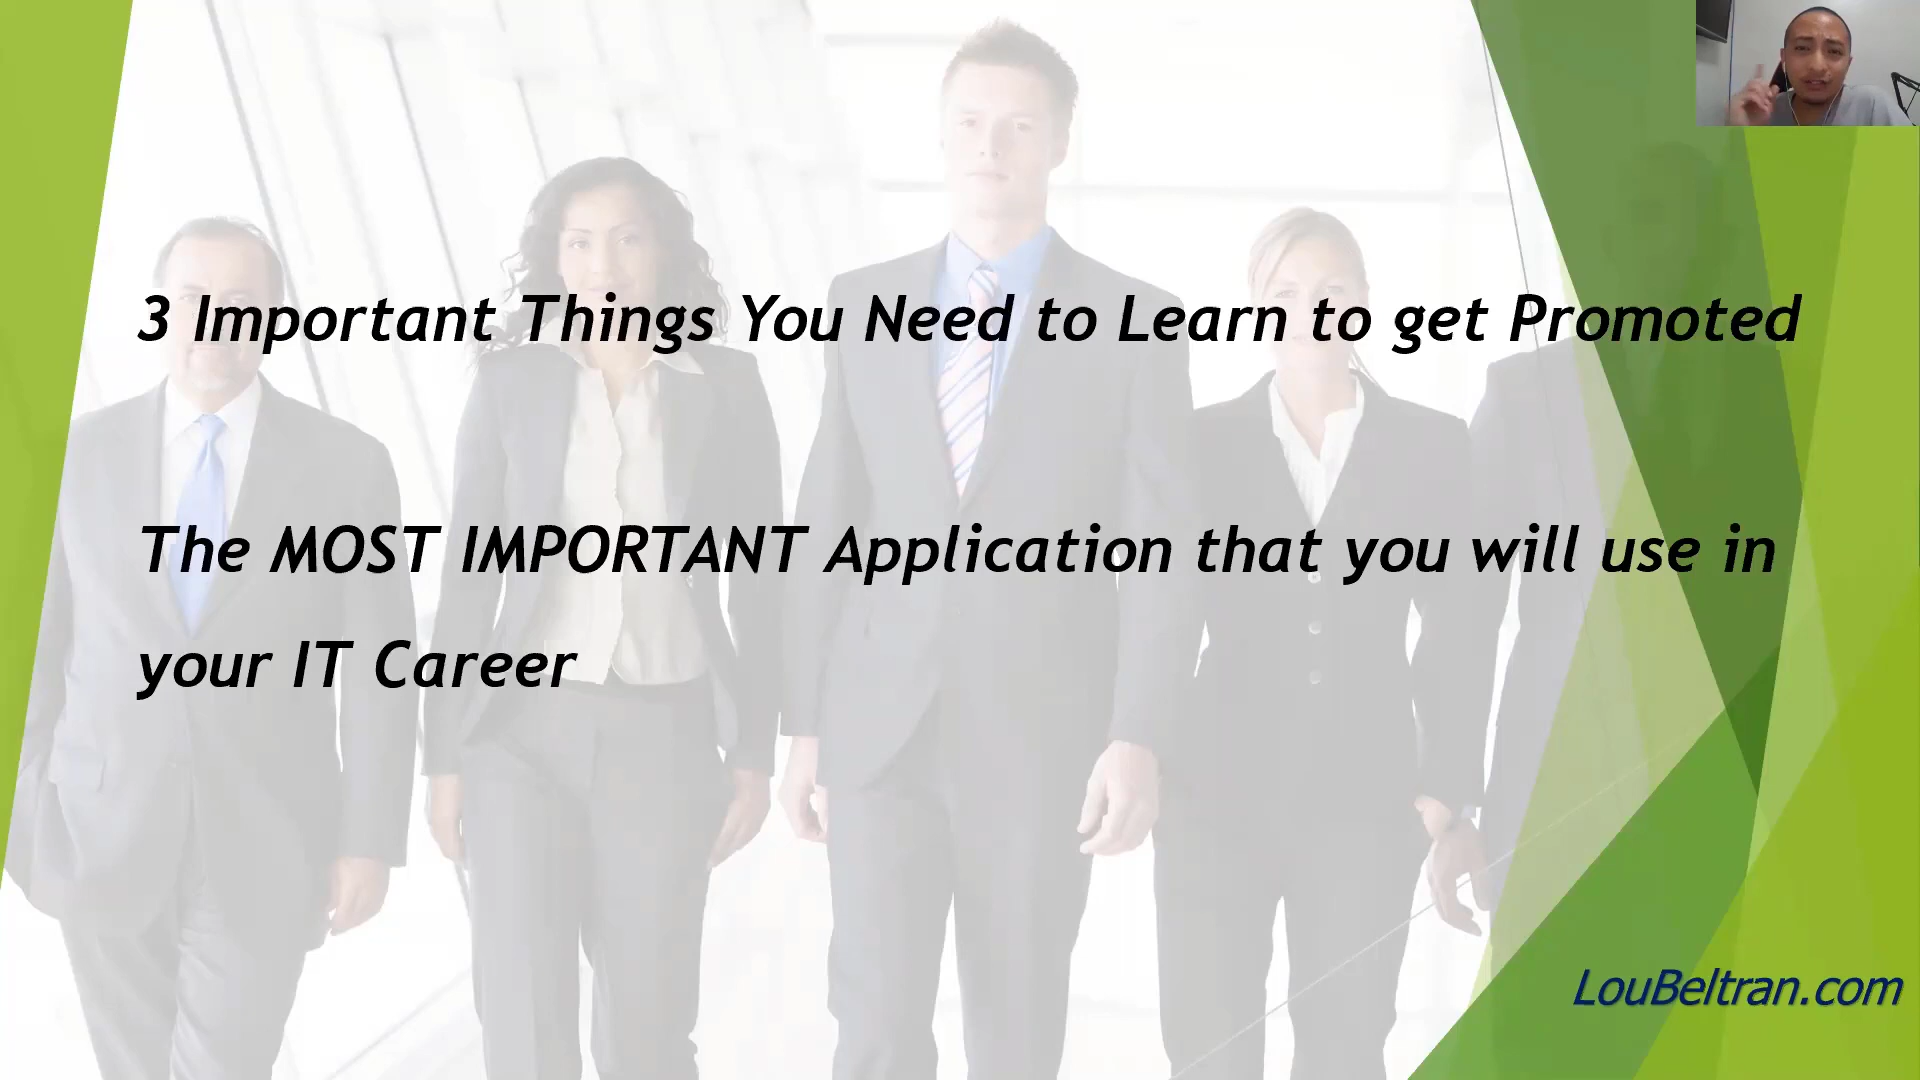 3 Important Things You Need to Learn to get Promoted
The MOST IMPORTANT Application that you will use in
your IT Career
LouBeltran.com